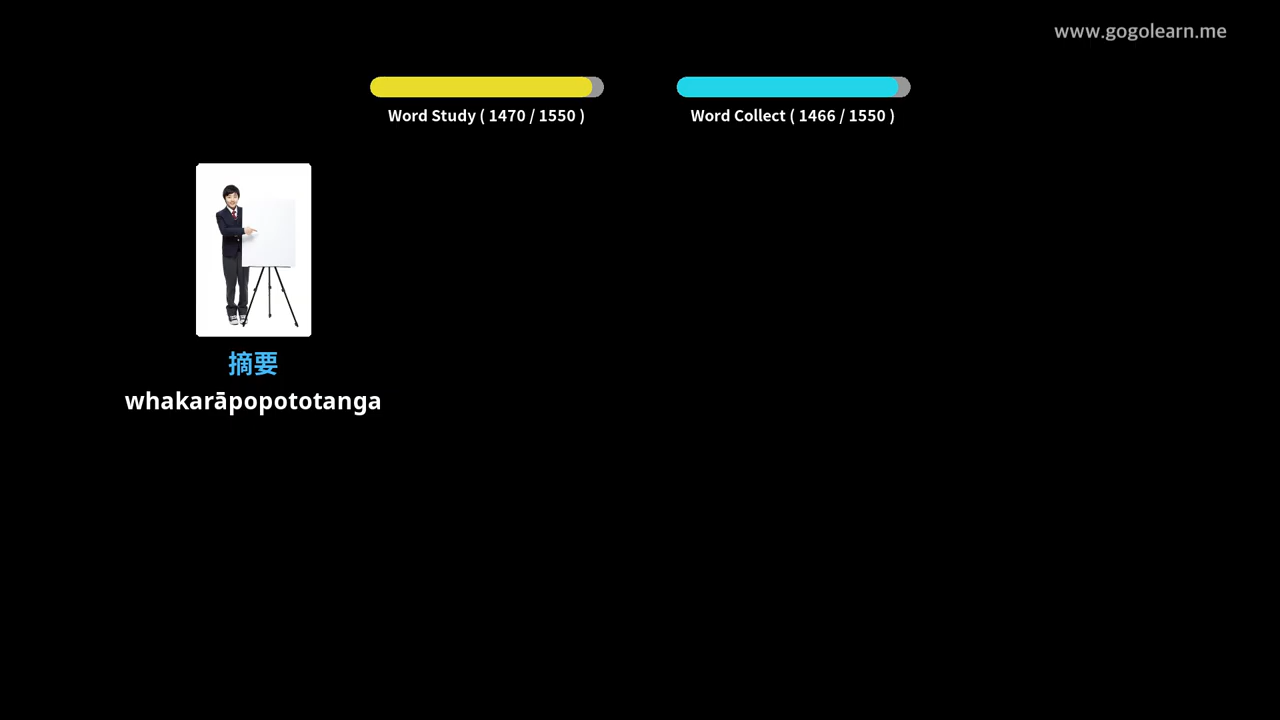 www.gogolearn.me
Word Study ( 1470 / 1550 )
Word Collect ( 1466 / 1550 )
摘要
whakarāpopototanga